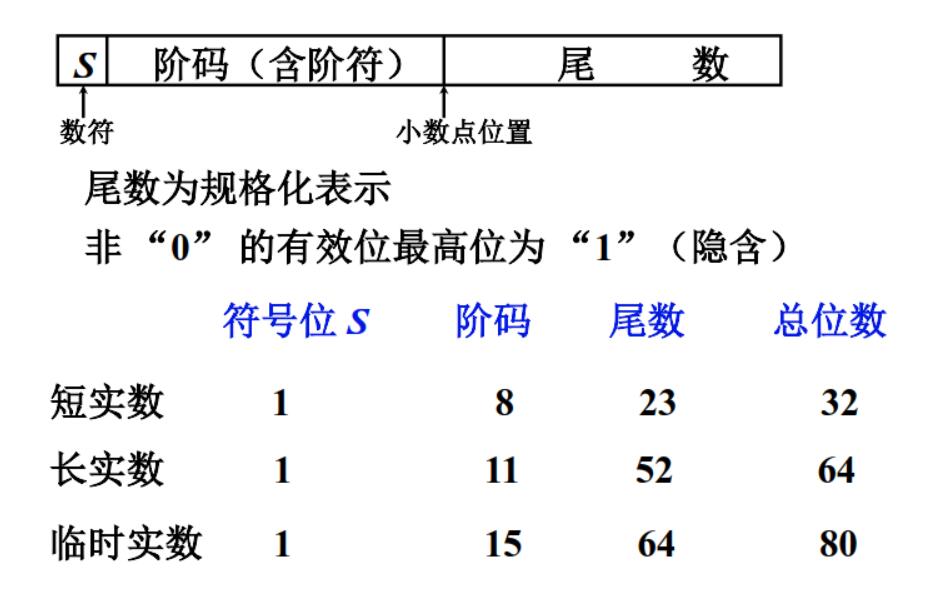 S 阶码（含阶符） 尾 数
数符 小数点位置
尾数为规格化表示
非“0”的有效位最高位为“1”（隐含）
符号位 S 阶码 尾数 总位数
短实数 1 8 23 32
长实数 1 11 52 64
临时实数 1 15 64 80